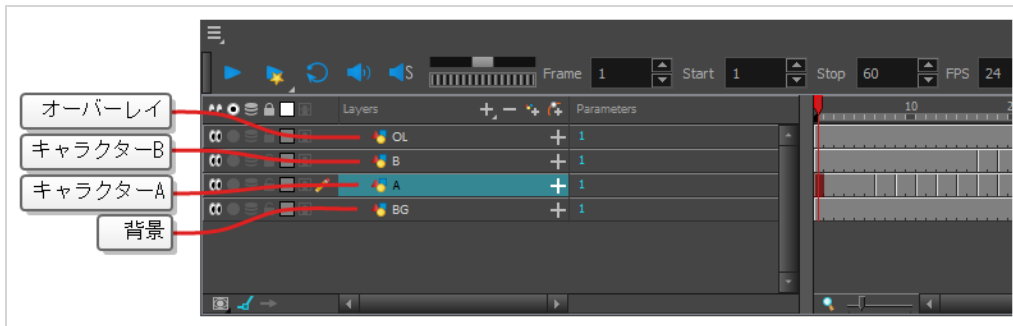 S Frame 1 Start 1 Stop 60 FPS 24
オーバーレイ
Layers Parameters 10 2
OL 1
キャラクターB
B 1
キャラクターA
A 1
背景
BG 1